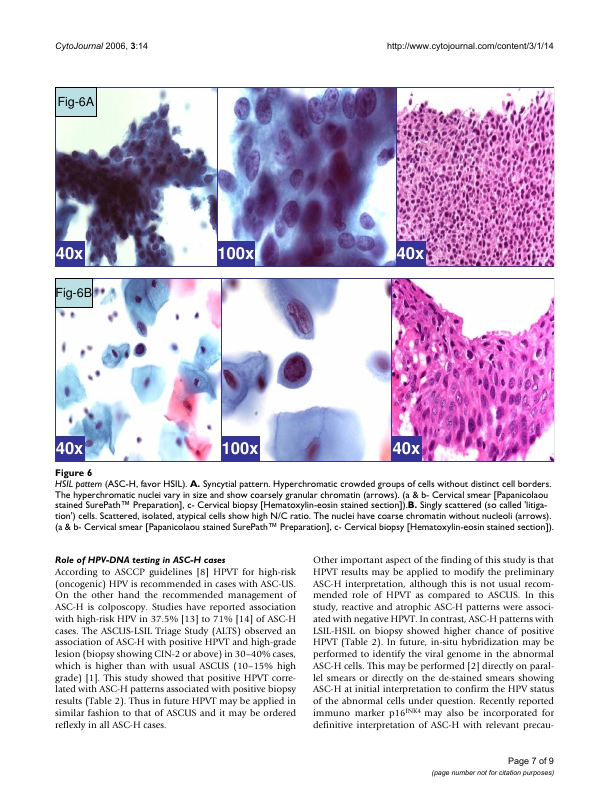 CytoJournal 2006, 3:14
http://www.cytojournal.com/content/3/1/14
Fig-6A
40x
100x
40x
Fig-6B
40x
100x
40x
Figure 6
HSIL pattern (ASC-H, favor HSIL). A. Syncytial pattern. Hyperchromatic crowded groups of cells without distinct cell borders.
The hyperchromatic nuclei vary in size and show coarsely granular chromatin (arrows). (a & b- Cervical smear [Papanicolaou
stained SurePath™ Preparation], c- Cervical biopsy [Hematoxylin-eosin stained section]).B. Singly scattered (so called 'litiga-
tion') cells. Scattered, isolated, atypical cells show high N/C ratio. The nuclei have coarse chromatin without nucleoli (arrows).
(a & b- Cervical smear [Papanicolaou stained SurePath™ Preparation], c- Cervical biopsy [Hematoxylin-eosin stained section]).
Role of HPV-DNA testing in ASC-H cases
According to ASCCP guidelines [8] HPVT for high-risk
(oncogenic) HPV is recommended in cases with ASC-US.
On the other hand the recommended management of
ASC-H is colposcopy. Studies have reported association
with high-risk HPV in 37.5% [13] to 71% [14] of ASC-H
cases. The ASCUS-LSIL Triage Study (ALTS) observed an
association of ASC-H with positive HPVT and high-grade
lesion (biopsy showing CIN-2 or above) in 30–40% cases,
which is higher than with usual ASCUS (10–15% high
grade) [1]. This study showed that positive HPVT corre-
lated with ASC-H patterns associated with positive biopsy
results (Table 2). Thus in future HPVT may be applied in
similar fashion to that of ASCUS and it may be ordered
reflexly in all ASC-H cases.
Other important aspect of the finding of this study is that
HPVT results may be applied to modify the preliminary
ASC-H interpretation, although this is not usual recom-
mended role of HPVT as compared to ASCUS. In this
study, reactive and atrophic ASC-H patterns were associ-
ated with negative HPVT. In contrast, ASC-H patterns with
LSIL-HSIL on biopsy showed higher chance of positive
HPVT (Table 2). In future, in-situ hybridization may be
performed to identify the viral genome in the abnormal
ASC-H cells. This may be performed [2] directly on paral-
lel smears or directly on the de-stained smears showing
ASC-H at initial interpretation to confirm the HPV status
of the abnormal cells under question. Recently reported
immuno marker p16INK4 may also be incorporated for
definitive interpretation of ASC-H with relevant precau-
Page 7 of 9
(page number not for citation purposes)